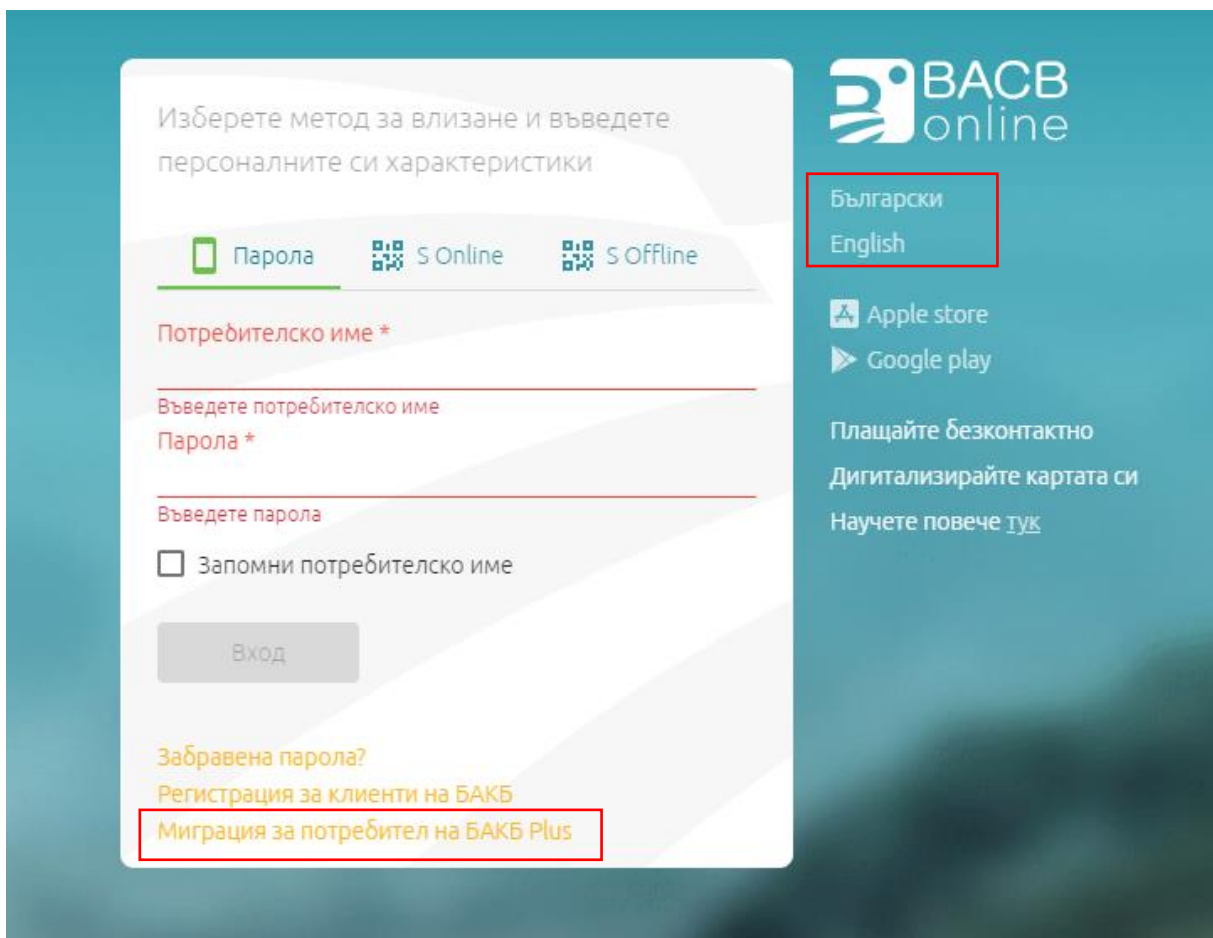 Изберете метод за влизане и въведете
персоналните си характеристики
Парола
S Online
S Offline
Потребителско име *
Въведете потребителско име
Парола *
Въведете парола
Запомни потребителско име
Вход
Забравена парола?
Регистрация за клиенти на БАКБ
Миграция за потребител на БАКБ Plus
BACB
online
Български
English
Apple store
Google play
Плащайте безконтактно
Дигитализирайте картата си
Научете повече тук